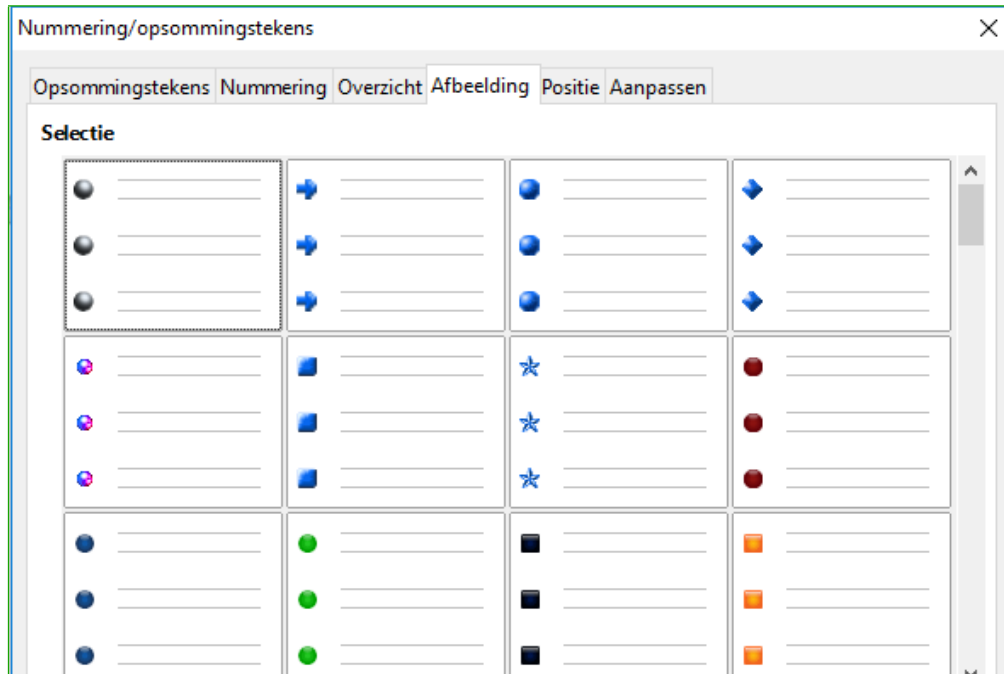 Nummering/opsommingstekens
Opsommingstekens Nummering Overzicht Afbeelding Positie Aanpassen
Selectie